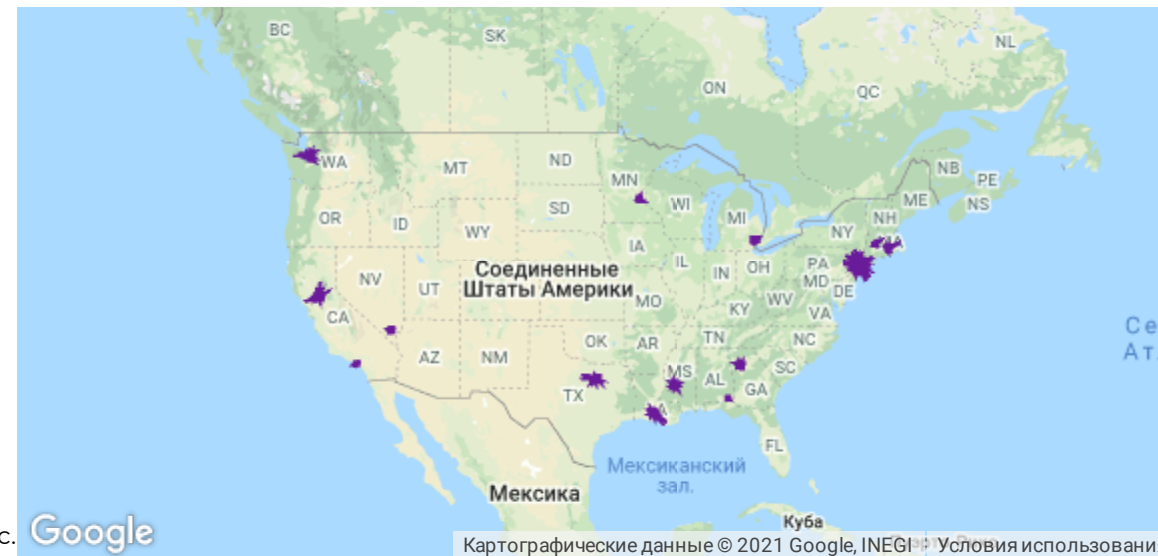 BC
SK
NL
ON
QC
WA
MT
ND
MN
NB
PE
ME
NS
OR
ID
SD
WI
MI
NH
NY
WY
IA
NV
UT
Соединенные
Штаты Америки
IL
IN
OH
PA
MD
DE
MO
KY
WV
VA
CA
AZ
NM
OK
AR
TN
NC
SC
TX
MS
AL
GA
FL
Мексиканский
зал.
Мексика
Куба
с.
Google
Картографические данные © 2021 Google, INEGI
Условия использования